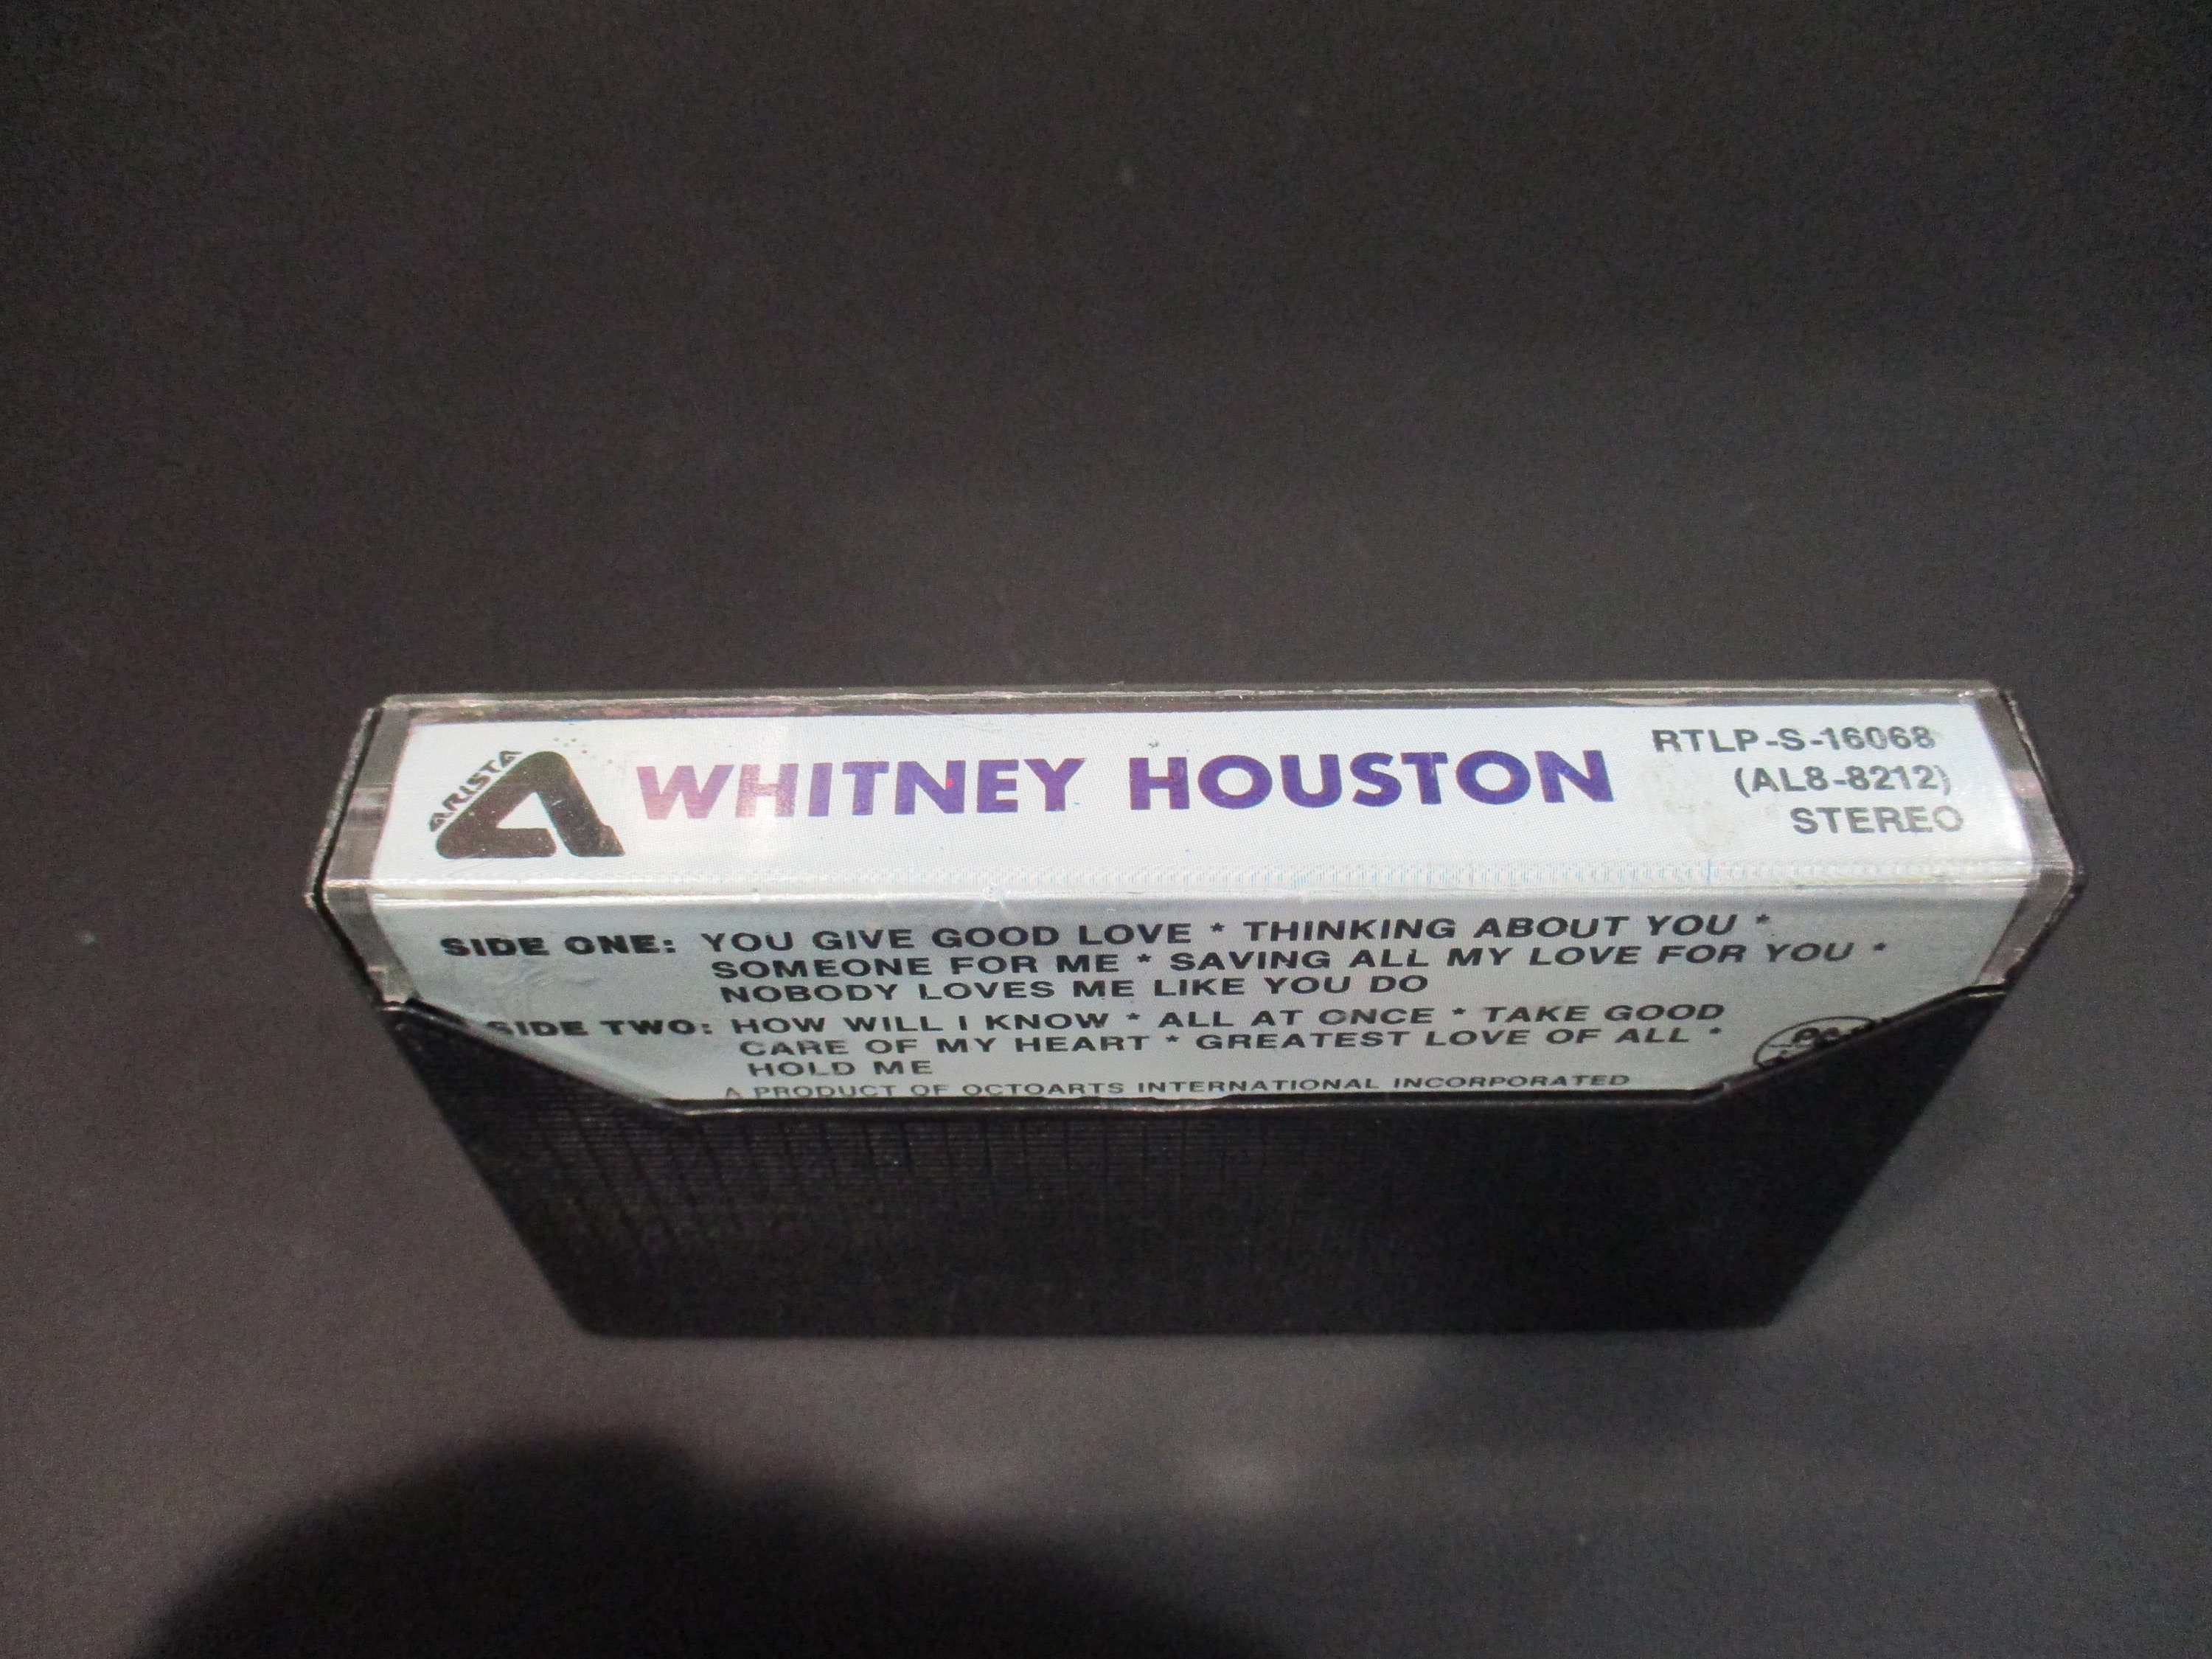 ARISTA
WHITNEY HOUSTON
RTLP-S-16068
(AL8-8212)
STEREO
SIDE ONE: YOU GIVE GOOD LOVE * THINKING ABOUT YOU *
SOMEONE FOR ME * SAVING ALL MY LOVE FOR YOU *
NOBODY LOVES ME LIKE YOU DO
SIDE TWO: HOW WILL I KNOW * ALL AT ONCE * TAKE GOOD
CARE OF MY HEART * GREATEST LOVE OF ALL *
HOLD ME
A PRODUCT OF OCTOARTS INTERNATIONAL INCORPORATED